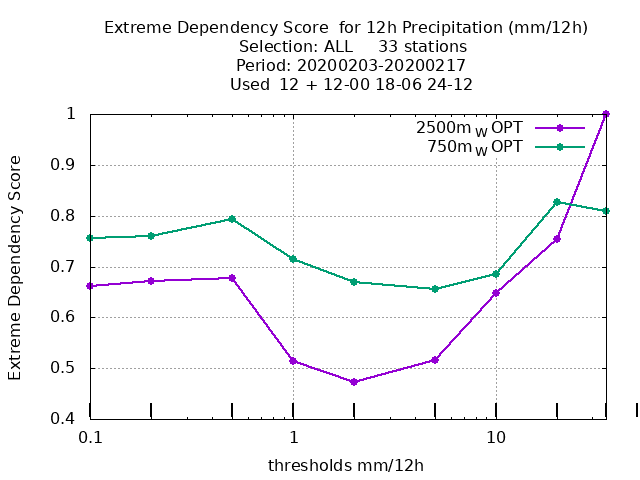 Extreme Dependency Score  for 12h Precipitation (mm/12h)
Selection: ALL     33 stations
Period: 20200203-20200217
Used  12 + 12-00 18-06 24-12
2500m_W OPT
750m_W OPT
1
0.9
0.8
0.7
0.6
0.5
0.4
Extreme Dependency Score
0.1 1 10
thresholds mm/12h